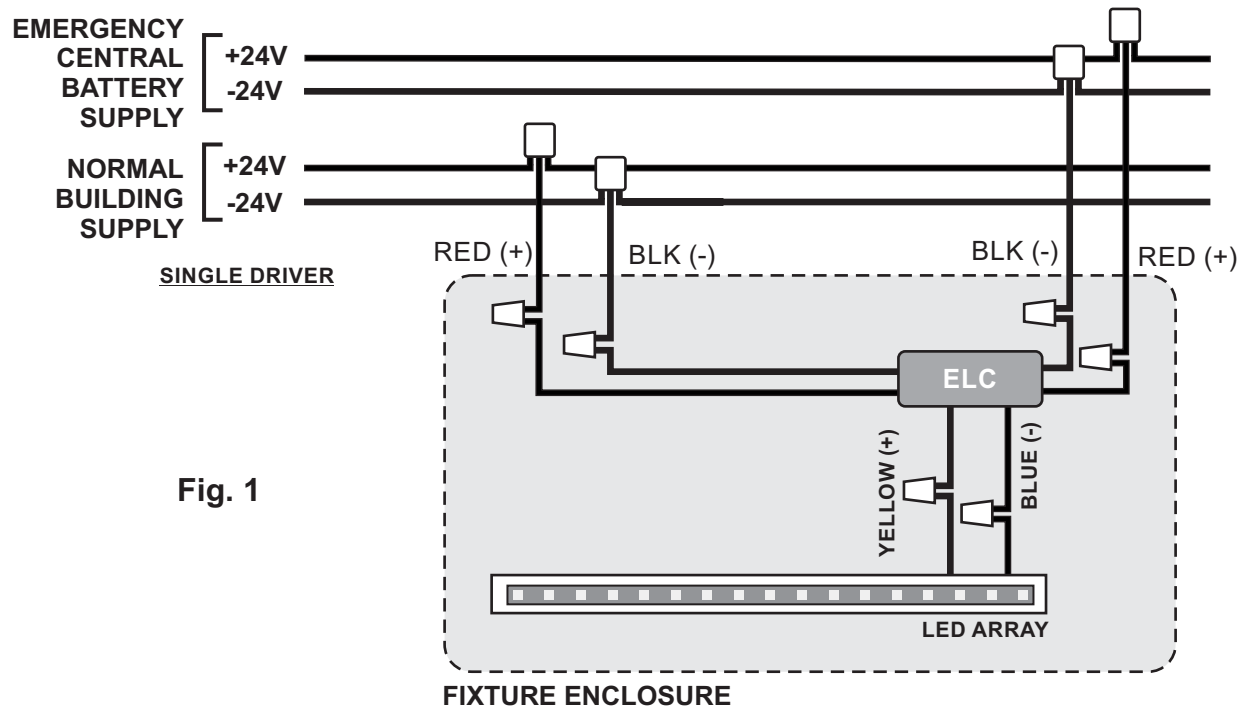 EMERGENCY
CENTRAL
BATTERY
SUPPLY
+24V
-24V
NORMAL
BUILDING
SUPPLY
+24V
-24V
RED (+)
BLK (-)
BLK (-)
RED (+)
SINGLE DRIVER
ELC
YELLOW (+)
BLUE (-)
Fig. 1
LED ARRAY
FIXTURE ENCLOSURE